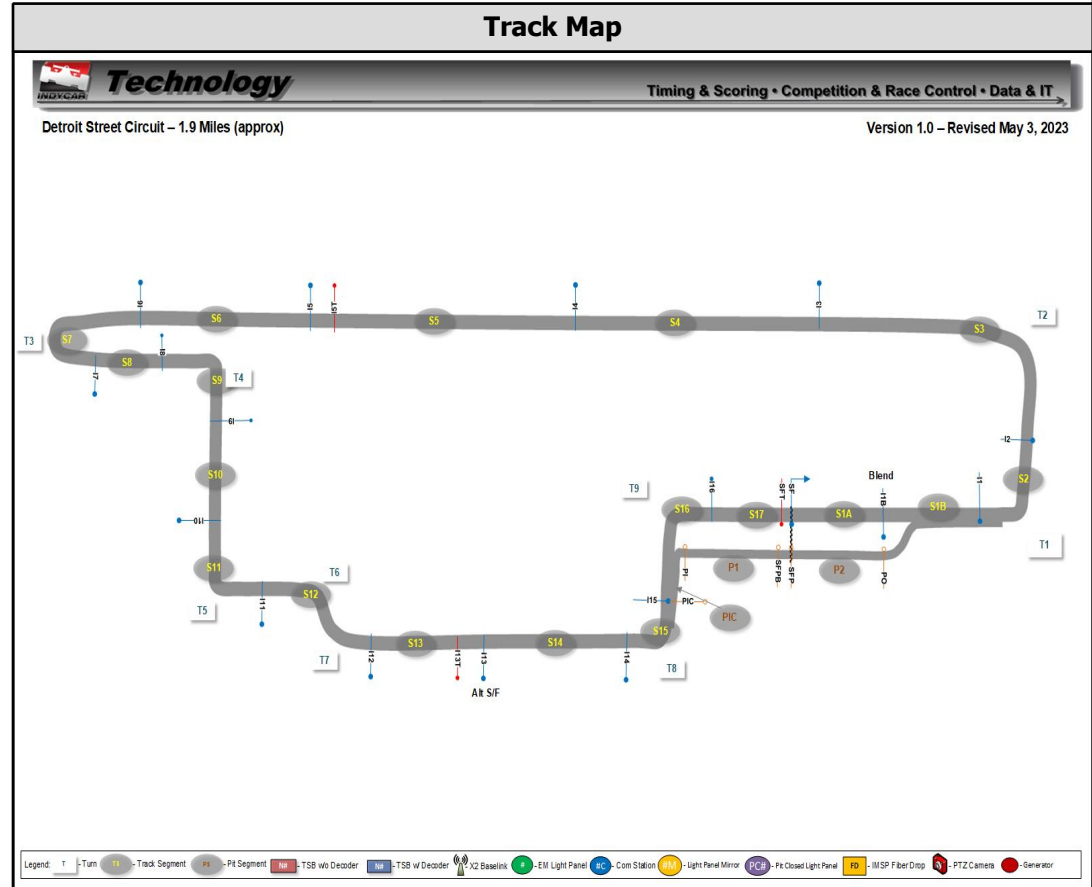 Track Map
INDYCAR
Technology
Timing & Scoring • Competition & Race Control • Data & IT
Detroit Street Circuit – 1.9 Miles (approx)
Version 1.0 – Revised May 3, 2023
I6
I5
I5T
I4
I3
S6
S5
S4
S3
T2
T3
S7
S8
I8
I7
S9
T4
I9
I2
S10
Blend
S2
T9
I16
SFT
SF
I1B
I1
S16
S17
S1A
S1B
T1
I10
PI
P1
SFPB
SFP
P2
PO
S11
T6
I11
S12
T5
I15
PIC
PIC
S15
T7
I12
S13
I13T
I13
S14
I14
T8
Alt S/F
Legend:
T
- Turn
TS
- Track Segment
PS
- Pit Segment
N#
- TSB w/o Decoder
N#
- TSB w/ Decoder
X2 Baselink
#
- EM Light Panel
#C
- Com Station
#M
- Light Panel Mirror
PC#
- Pit Closed Light Panel
FD
- IMSP Fiber Drop
- PTZ Camera
- Generator